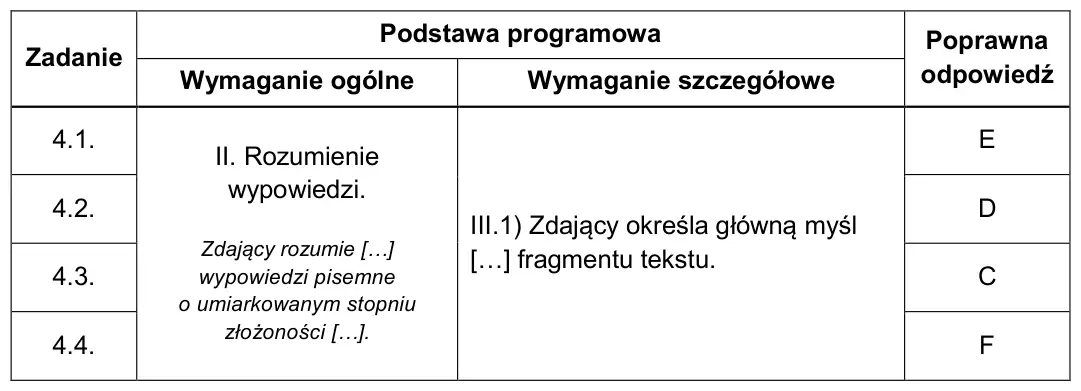 Zadanie
Podstawa programowa
Poprawna
odpowiedź
Wymaganie ogólne
Wymaganie szczegółowe
4.1.
II. Rozumienie
wypowiedzi.
Zdający rozumie […]
wypowiedzi pisemne
o umiarkowanym stopniu
złożoności […].
III.1) Zdający określa główną myśl
[…] fragmentu tekstu.
E
4.2.
D
4.3.
C
4.4.
F